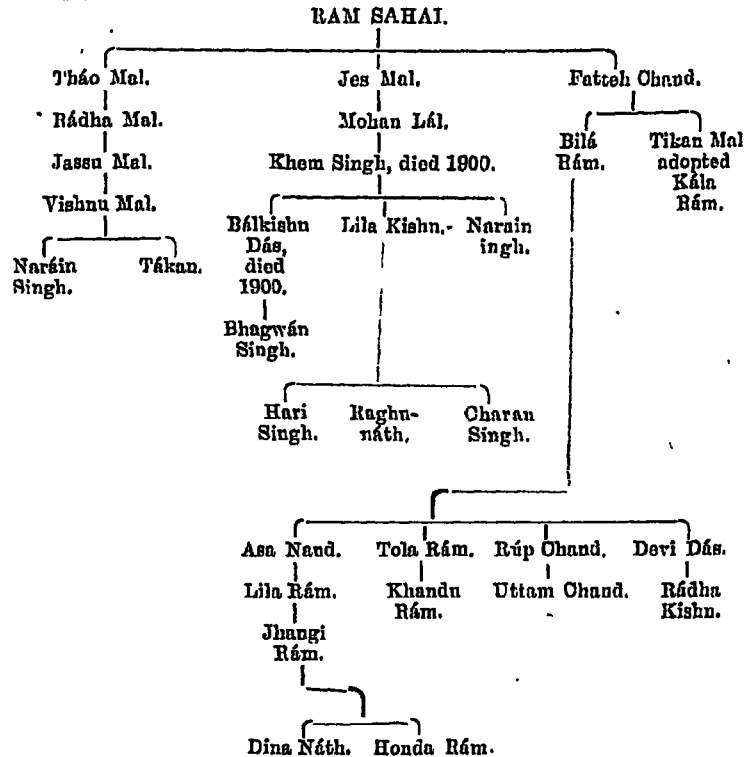 RAM SAHAI.
Tháo Mal. Jes Mal. Fatteh Chand.
Rádha Mal. Mohan Lál. Bilá Rám. Tikan Mal adopted Kála Rám.
Jassu Mal. Khem Singh, died 1900.
Vishnu Mal.
Bálkishn Dás, died 1900. Lila Kishn. Narain ingh.
Naráin Singh. Tákan.
Bhagwán Singh.
Hari Singh. Raghu-náth. Charan Singh.
Asa Nand. Tola Rám. Rúp Chand. Devi Dás.
Lila Rám. Khandu Rám. Uttam Chand. Rádha Kishn.
Jhangi Rám.
Dina Náth. Honda Rám.